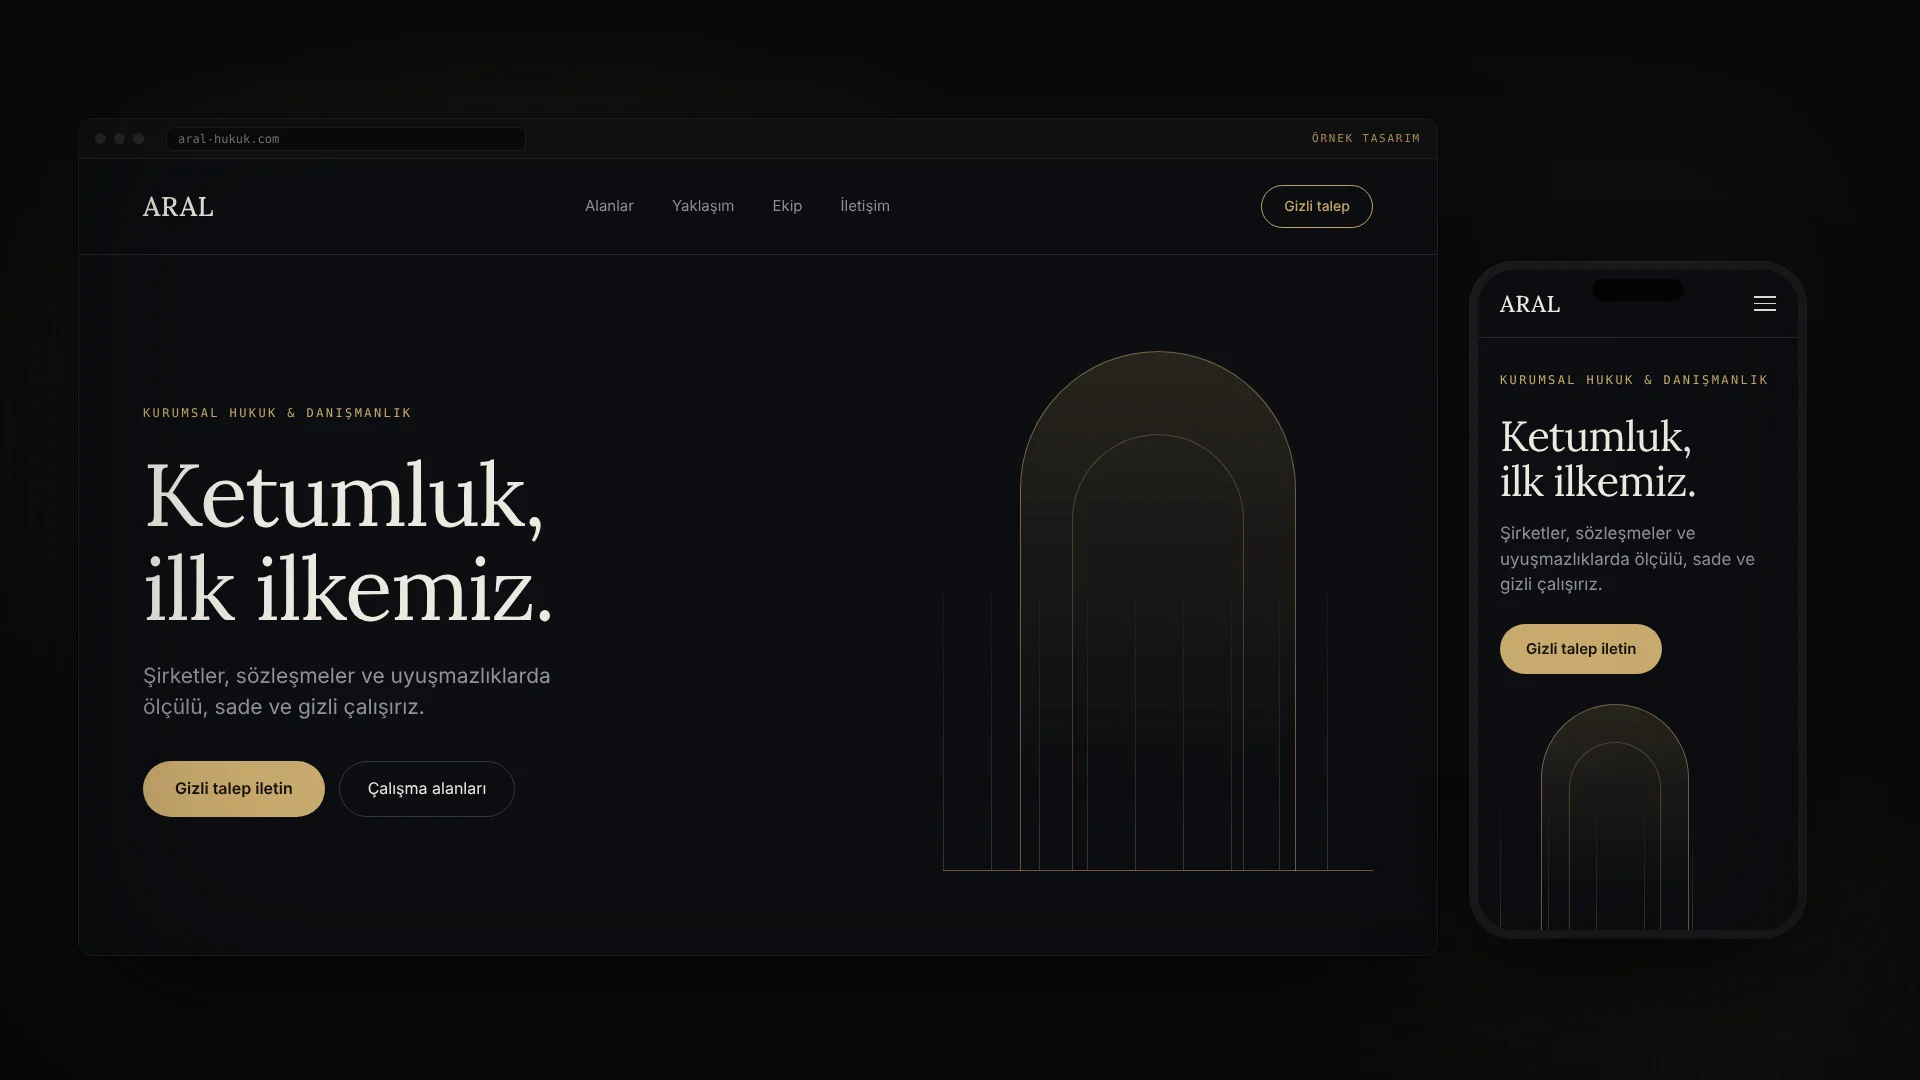 aral-hukuk.com
ÖRNEK TASARIM
ARAL
Alanlar
Yaklaşım
Ekip
İletişim
Gizli talep
KURUMSAL HUKUK & DANIŞMANLIK
Ketumluk,
ilk ilkemiz.
Şirketler, sözleşmeler ve uyuşmazlıklarda
ölçülü, sade ve gizli çalışırız.
Gizli talep iletin
Çalışma alanları
ARAL
KURUMSAL HUKUK & DANIŞMANLIK
Ketumluk,
ilk ilkemiz.
Şirketler, sözleşmeler ve
uyuşmazlıklarda ölçülü, sade ve
gizli çalışırız.
Gizli talep iletin